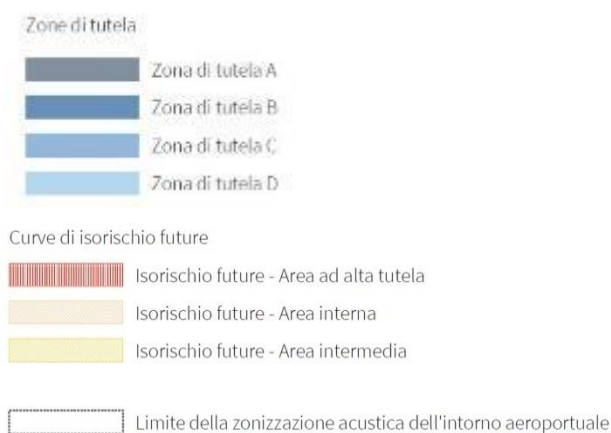 Zone di tutela
Zona di tutela A
Zona di tutela B
Zona di tutela C
Zona di tutela D
Curve di isorischio future
Isorischio future - Area ad alta tutela
Isorischio future - Area interna
Isorischio future - Area intermedia
Limite della zonizzazione acustica dell'intorno aeroportuale